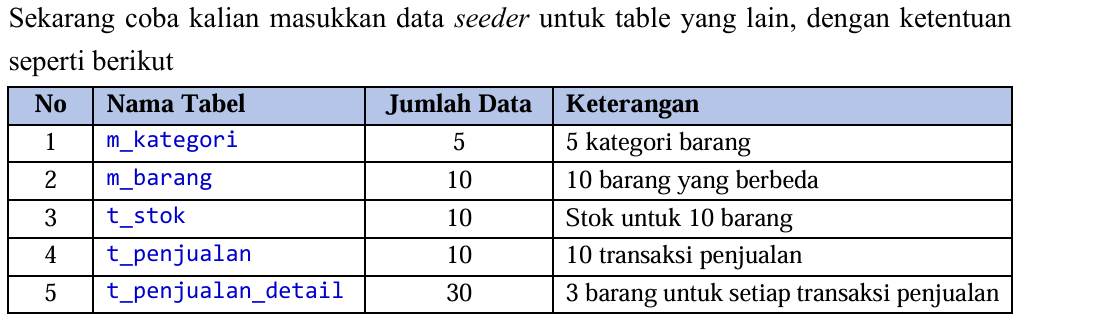 Sekarang coba kalian masukkan data seeder untuk table yang lain, dengan ketentuan
seperti berikut
No Nama Tabel Jumlah Data Keterangan
1 m_kategori 5 5 kategori barang
2 m_barang 10 10 barang yang berbeda
3 t_stok 10 Stok untuk 10 barang
4 t_penjualan 10 10 transaksi penjualan
5 t_penjualan_detail 30 3 barang untuk setiap transaksi penjualan